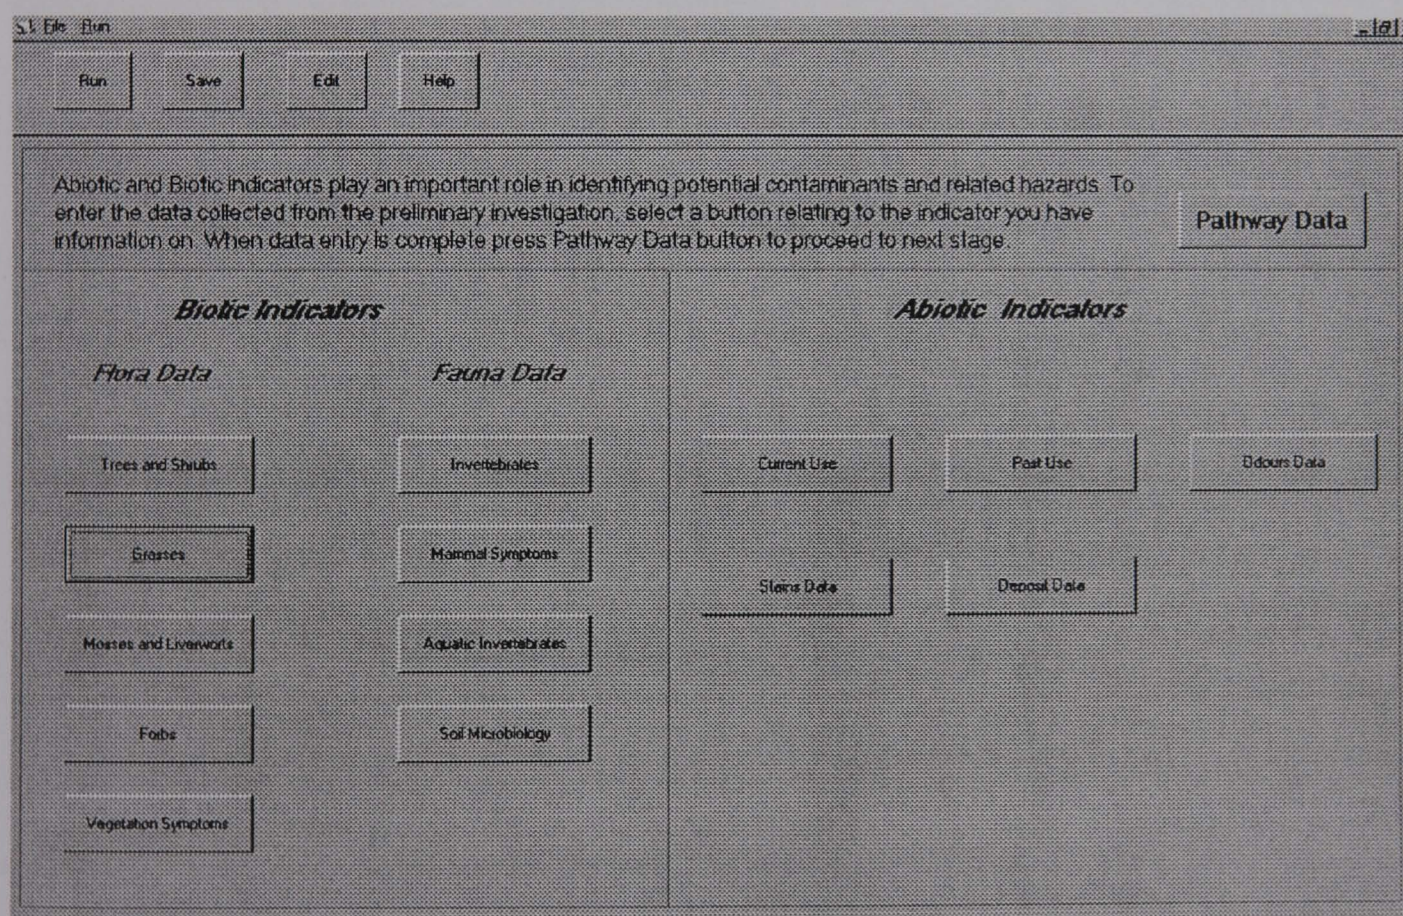 File Run
Run Save Edit Help
Abiotic and Biotic indicators play an important role in identifying potential contaminants and related hazards. To
enter the data collected from the preliminary investigation, select a button relating to the indicator you have
information on. When data entry is complete press Pathway Data button to proceed to next stage.
Pathway Data
Biotic Indicators
Flora Data
Trees and Shrubs
Grasses
Mosses and Liverworts
Forbs
Vegetation Symptoms
Fauna Data
Invertebrates
Mammal Symptoms
Aquatic Invertebrates
Soil Microbiology
Abiotic Indicators
Current Use
Past Use
Odours Data
Stains Data
Deposit Data